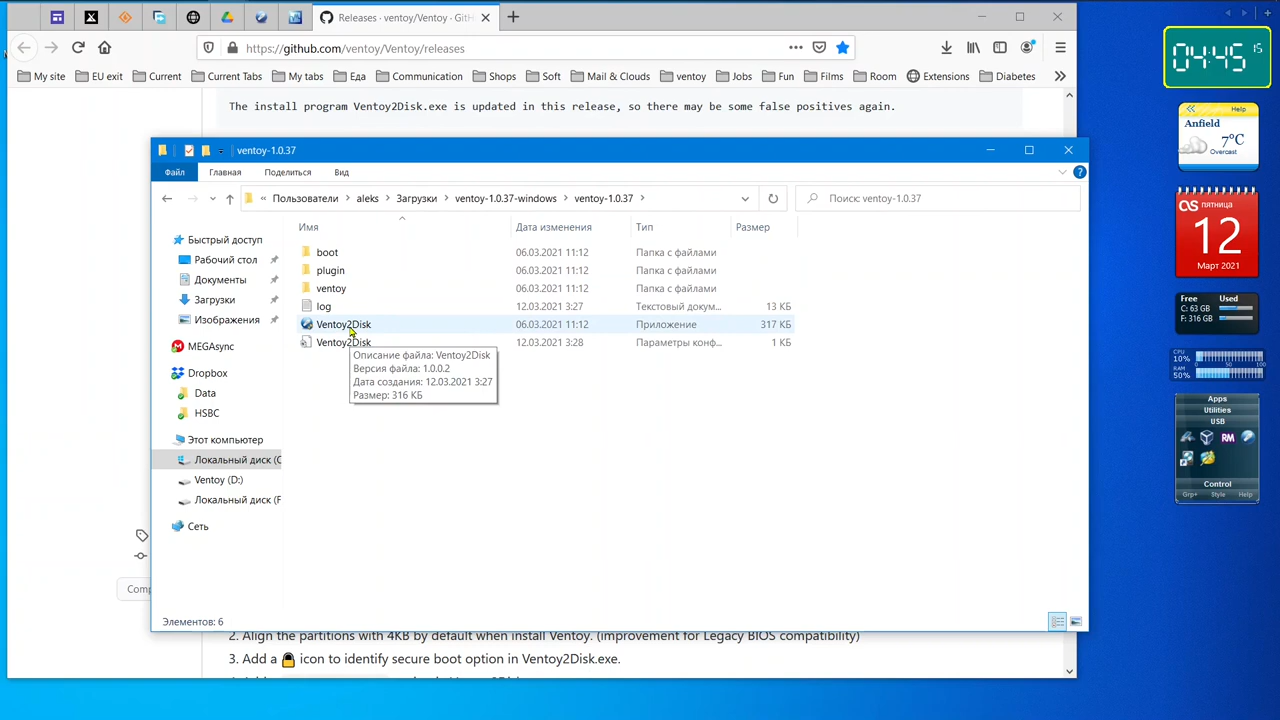 Releases · ventoy/Ventoy · GitH
https://github.com/ventoy/Ventoy/releases
My site
EU exit
Current
Current Tabs
My tabs
Еда
Communication
Shops
Soft
Mail & Clouds
ventoy
Jobs
Fun
Films
Room
Extensions
Diabetes
The install program Ventoy2Disk.exe is updated in this release, so there may be some false positives again.
ventoy-1.0.37
Файл
Главная
Поделиться
Вид
Пользователи
aleks
Загрузки
ventoy-1.0.37-windows
ventoy-1.0.37
Поиск: ventoy-1.0.37
Имя
Дата изменения
Тип
Размер
boot 06.03.2021 11:12 Папка с файлами
plugin 06.03.2021 11:12 Папка с файлами
ventoy 06.03.2021 11:12 Папка с файлами
log 12.03.2021 3:27 Текстовый докум... 13 КБ
Ventoy2Disk 06.03.2021 11:12 Приложение 317 КБ
Ventoy2Disk 12.03.2021 3:28 Параметры конф... 1 КБ
Описание файла: Ventoy2Disk
Версия файла: 1.0.0.2
Дата создания: 12.03.2021 3:27
Размер: 316 КБ
Быстрый доступ
Рабочий стол
Документы
Загрузки
Изображения
MEGAsync
Dropbox
Data
HSBC
Этот компьютер
Локальный диск (C
Ventoy (D:)
Локальный диск (F
Сеть
Элементов: 6
Comp
2. Align the partitions with 4KB by default when install Ventoy. (improvement for Legacy BIOS compatibility)
3. Add a 🔒 icon to identify secure boot option in Ventoy2Disk.exe.
04:45 15
Help
Anfield
7°C
Overcast
пятница
12
Март 2021
Free Used
C: 63 GB
F: 316 GB
CPU
10%
RAM
50%
0 50 100
Apps
Utilities
USB
RM
Control
Grp+ Style Help